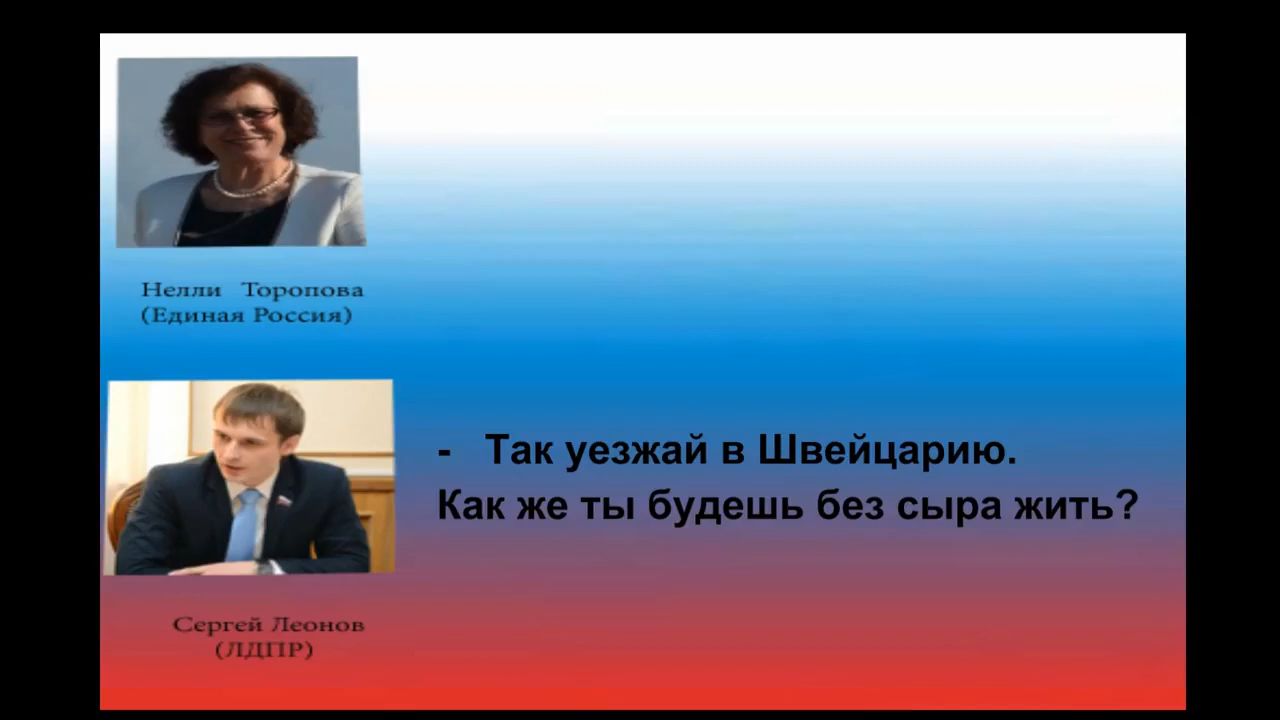 Нелли Торопова
(Единая Россия)
- Так уезжай в Швейцарию.
Как же ты будешь без сыра жить?
Сергей Леонов
(ЛДПР)